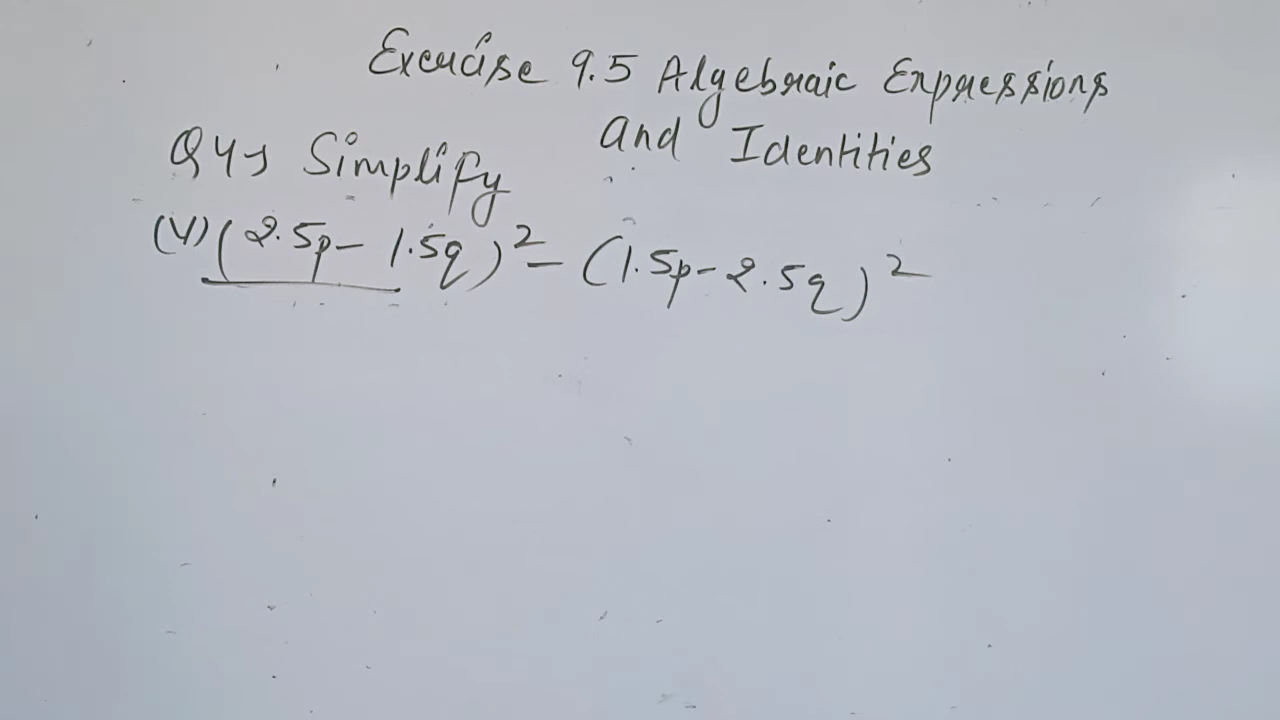 Exercise 9.5 Algebraic Expressions
and Identities
Q4) Simplify
(v) (2.5p - 1.5q)² - (1.5p - 2.5q)²